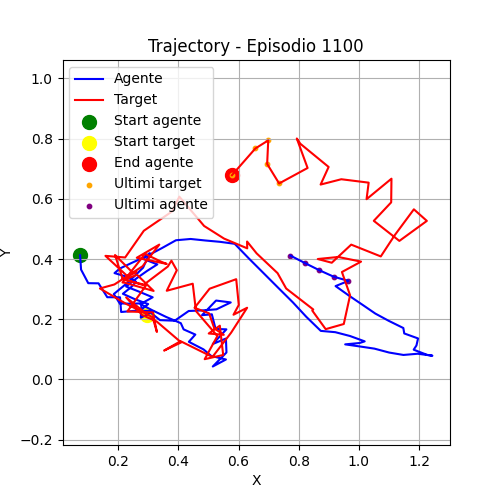 Trajectory - Episodio 1100
Agente
Target
Start agente
Start target
End agente
Ultimi target
Ultimi agente
1.0
0.8
0.6
0.4
0.2
0.0
−0.2
Y
0.2 0.4 0.6 0.8 1.0 1.2
X